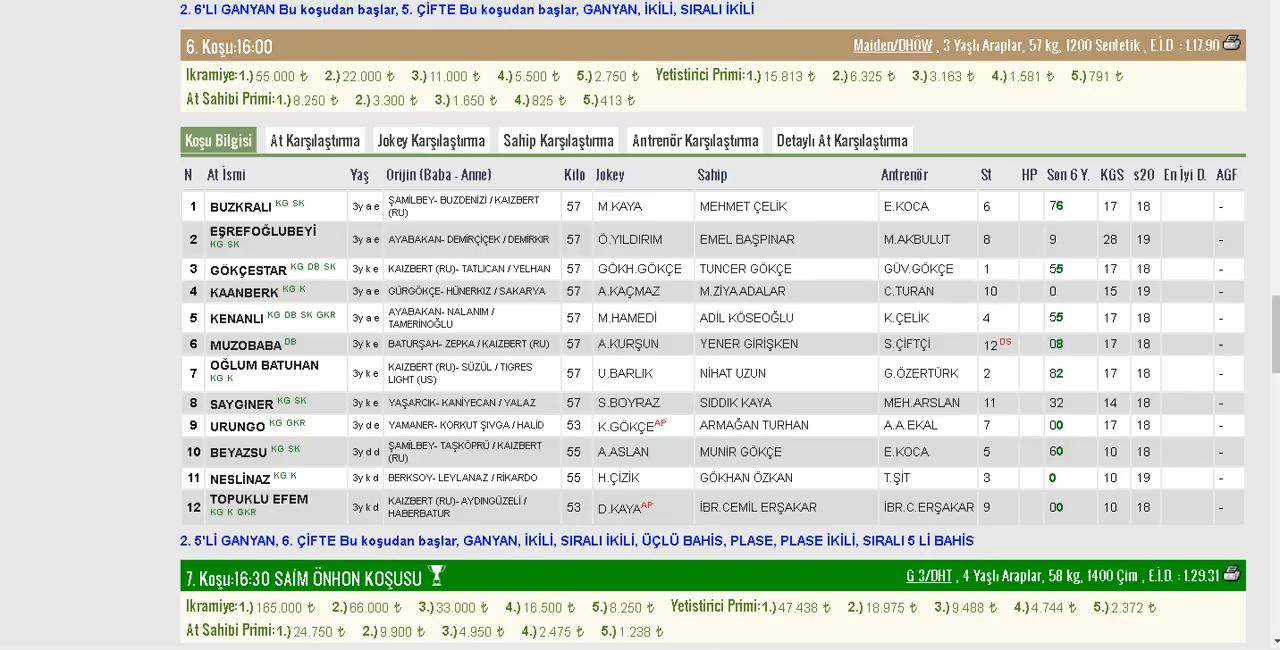 2. 6'LI GANYAN Bu koşudan başlar, 5. ÇİFTE Bu koşudan başlar, GANYAN, İKİLİ, SIRALI İKİLİ
6. Koşu:16:00 Maiden/DHÖW , 3 Yaşlı Araplar, 57 kg, 1200 Sentetik , E.İ.D. : 1.17.90
Ikramiye:1.) 55.000 ₺ 2.) 22.000 ₺ 3.) 11.000 ₺ 4.) 5.500 ₺ 5.) 2.750 ₺ Yetistirici Primi:1.) 15.813 ₺ 2.) 6.325 ₺ 3.) 3.163 ₺ 4.) 1.581 ₺ 5.) 791 ₺
At Sahibi Primi:1.) 8.250 ₺ 2.) 3.300 ₺ 3.) 1.650 ₺ 4.) 825 ₺ 5.) 413 ₺
Koşu Bilgisi At Karşılaştırma Jokey Karşılaştırma Sahip Karşılaştırma Antrenör Karşılaştırma Detaylı At Karşılaştırma
N At İsmi Yaş Orijin (Baba - Anne) Kilo Jokey Sahip Antrenör St HP Son 6 Y. KGS s20 En İyi D. AGF
1 BUZKRALI KG SK 3y a e ŞAMİLBEY- BUZDENİZİ / KAIZBERT (RU) 57 M.KAYA MEHMET ÇELİK E.KOCA 6 76 17 18 -
2 EŞREFOĞLUBEYİ KG SK 3y a e AYABAKAN- DEMİRÇİÇEK / DEMİRKIR 57 Ö.YILDIRIM EMEL BAŞPINAR M.AKBULUT 8 9 28 19 -
3 GÖKÇESTAR KG DB SK 3y k e KAIZBERT (RU)- TATLICAN / YELHAN 57 GÖKH.GÖKÇE TUNCER GÖKÇE GÜV.GÖKÇE 1 55 17 18 -
4 KAANBERK KG K 3y a e GÜRGÖKÇE- HÜNERKIZ / SAKARYA 57 A.KAÇMAZ M.ZİYA ADALAR C.TURAN 10 0 15 19 -
5 KENANLI KG DB SK GKR 3y a e AYABAKAN- NALANIM / TAMERİNOĞLU 57 M.HAMEDİ ADİL KÖSEOĞLU K.ÇELİK 4 55 17 18 -
6 MUZOBABA DB 3y k e BATURŞAH- ZEPKA / KAIZBERT (RU) 57 A.KURŞUN YENER GİRİŞKEN S.ÇİFTÇİ 12 DS 08 17 18 -
7 OĞLUM BATUHAN KG K 3y k e KAIZBERT (RU)- SÜZÜL / TIGRES LIGHT (US) 57 U.BARLIK NİHAT UZUN G.ÖZERTÜRK 2 82 17 18 -
8 SAYGINER KG SK 3y k e YAŞARCIK- KANİYECAN / YALAZ 57 S.BOYRAZ SIDDIK KAYA MEH.ARSLAN 11 32 14 18 -
9 URUNGO KG GKR 3y d e YAMANER- KORKUT ŞIVGA / HALİD 53 K.GÖKÇE AP ARMAĞAN TURHAN A.A.EKAL 7 00 17 18 -
10 BEYAZSU KG SK 3y d d ŞAMİLBEY- TAŞKÖPRÜ / KAIZBERT (RU) 55 A.ASLAN MUNİR GÖKÇE E.KOCA 5 60 10 18 -
11 NESLİNAZ KG K 3y k d BERKSOY- LEYLANAZ / RİKARDO 55 H.ÇİZİK GÖKHAN ÖZKAN T.ŞİT 3 0 10 19 -
12 TOPUKLU EFEM KG K GKR 3y k d KAIZBERT (RU)- AYDINGÜZELİ / HABERBATUR 53 D.KAYA AP İBR.CEMİL ERŞAKAR İBR.C.ERŞAKAR 9 00 10 18 -
2. 5'Lİ GANYAN, 6. ÇİFTE Bu koşudan başlar, GANYAN, İKİLİ, SIRALI İKİLİ, ÜÇLÜ BAHİS, PLASE, PLASE İKİLİ, SIRALI 5 Lİ BAHİS
7. Koşu:16:30 SAİM ÖNHON KOŞUSU G 3/DHT , 4 Yaşlı Araplar, 58 kg, 1400 Çim , E.İ.D. : 1.29.31
Ikramiye:1.) 165.000 ₺ 2.) 66.000 ₺ 3.) 33.000 ₺ 4.) 16.500 ₺ 5.) 8.250 ₺ Yetistirici Primi:1.) 47.438 ₺ 2.) 18.975 ₺ 3.) 9.488 ₺ 4.) 4.744 ₺ 5.) 2.372 ₺
At Sahibi Primi:1.) 24.750 ₺ 2.) 9.900 ₺ 3.) 4.950 ₺ 4.) 2.475 ₺ 5.) 1.238 ₺